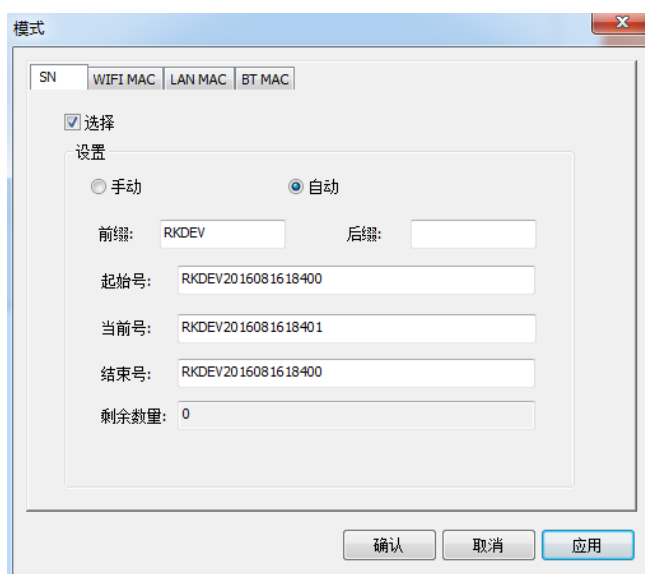 模式
SN WIFI MAC LAN MAC BT MAC
选择
设置
手动 自动
前缀: RKDEV 后缀:
起始号: RKDEV2016081618400
当前号: RKDEV2016081618401
结束号: RKDEV2016081618400
剩余数量: 0
确认 取消 应用